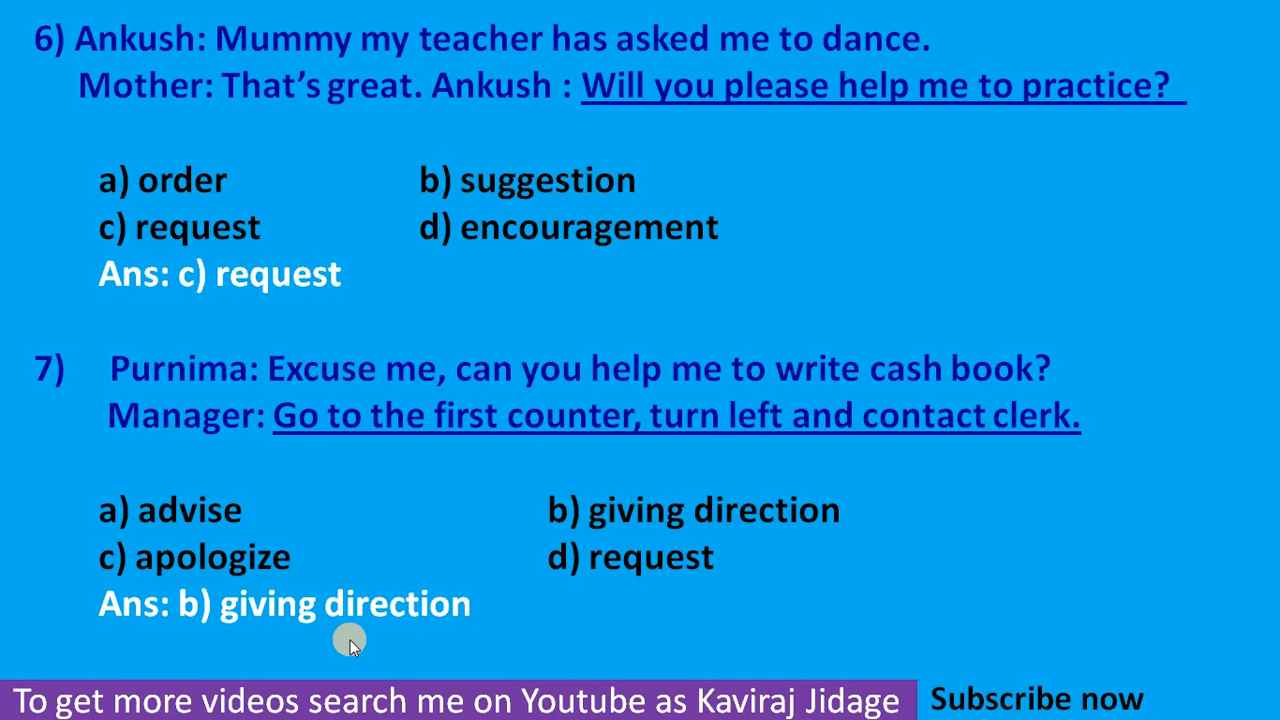 6) Ankush: Mummy my teacher has asked me to dance.
Mother: That's great. Ankush : Will you please help me to practice?
a) order b) suggestion
c) request d) encouragement
Ans: c) request
7) Purnima: Excuse me, can you help me to write cash book?
Manager: Go to the first counter, turn left and contact clerk.
a) advise b) giving direction
c) apologize d) request
Ans: b) giving direction
To get more videos search me on Youtube as Kaviraj Jidage Subscribe now